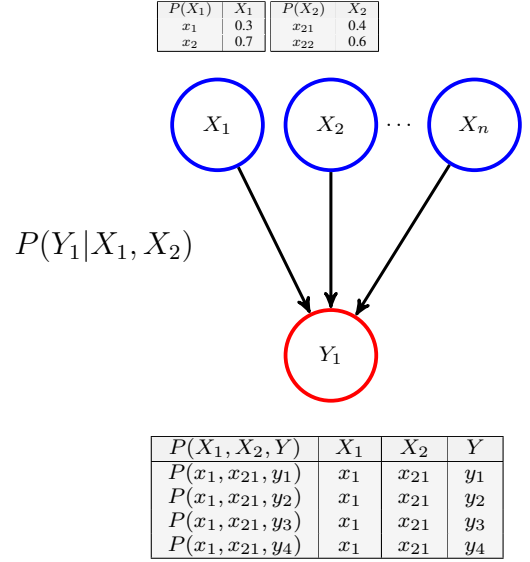 P(X₁) X₁ P(X₂) X₂
x₁ 0.3 x₂₁ 0.4
x₂ 0.7 x₂₂ 0.6
X₁ X₂ ⋯ Xₙ
P(Y₁|X₁, X₂)
Y₁
P(X₁, X₂, Y) X₁ X₂ Y
P(x₁, x₂₁, y₁) x₁ x₂₁ y₁
P(x₁, x₂₁, y₂) x₁ x₂₁ y₂
P(x₁, x₂₁, y₃) x₁ x₂₁ y₃
P(x₁, x₂₁, y₄) x₁ x₂₁ y₄